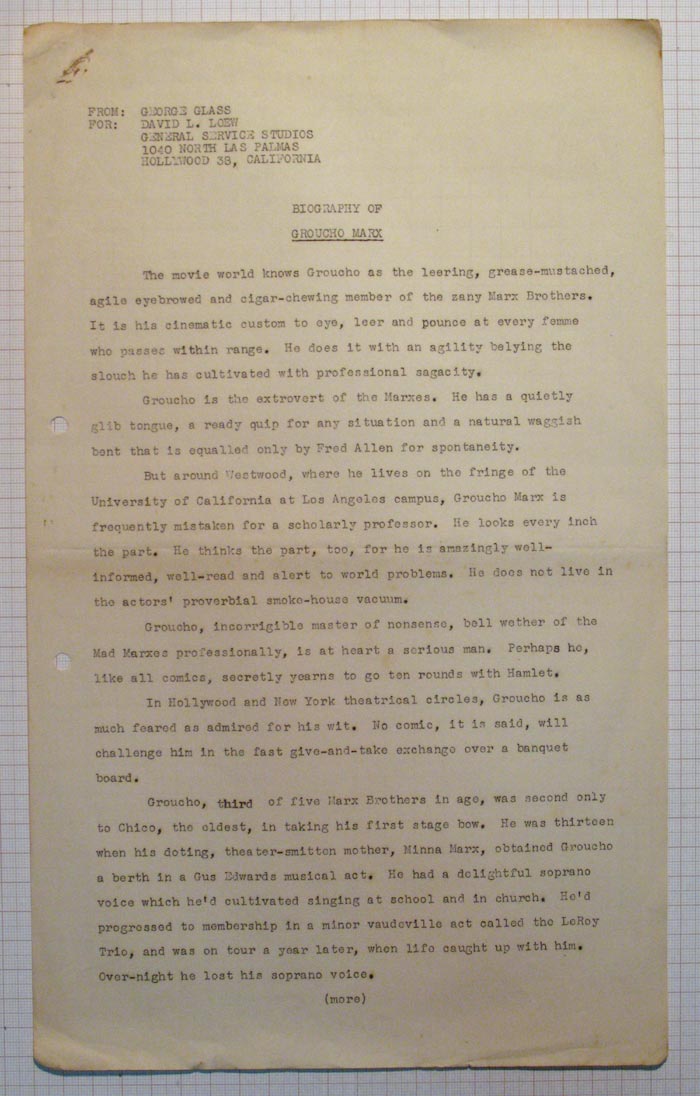 FROM: GEORGE GLASS
FOR: DAVID L. LOEW
GENERAL SERVICE STUDIOS
1040 NORTH LAS PALMAS
HOLLYWOOD 38, CALIFORNIA
BIOGRAPHY OF
GROUCHO MARX
The movie world knows Groucho as the leering, grease-mustached,
agile eyebrowed and cigar-chewing member of the zany Marx Brothers.
It is his cinematic custom to eye, leer and pounce at every femme
who passes within range. He does it with an agility belying the
slouch he has cultivated with professional sagacity.
Groucho is the extrovert of the Marxes. He has a quietly
glib tongue, a ready quip for any situation and a natural waggish
bent that is equalled only by Fred Allen for spontaneity.
But around Westwood, where he lives on the fringe of the
University of California at Los Angeles campus, Groucho Marx is
frequently mistaken for a scholarly professor. He looks every inch
the part. He thinks the part, too, for he is amazingly well-
informed, well-read and alert to world problems. He does not live in
the actors' proverbial smoke-house vacuum.
Groucho, incorrigible master of nonsense, bell wether of the
Mad Marxes professionally, is at heart a serious man. Perhaps he,
like all comics, secretly yearns to go ten rounds with Hamlet.
In Hollywood and New York theatrical circles, Groucho is as
much feared as admired for his wit. No comic, it is said, will
challenge him in the fast give-and-take exchange over a banquet
board.
Groucho, third of five Marx Brothers in age, was second only
to Chico, the oldest, in taking his first stage bow. He was thirteen
when his doting, theater-smitten mother, Minna Marx, obtained Groucho
a berth in a Gus Edwards musical act. He had a delightful soprano
voice which he'd cultivated singing at school and in church. He'd
progressed to membership in a minor vaudeville act called the LeRoy
Trio, and was on tour a year later, when life caught up with him.
Over-night he lost his soprano voice.
(more)